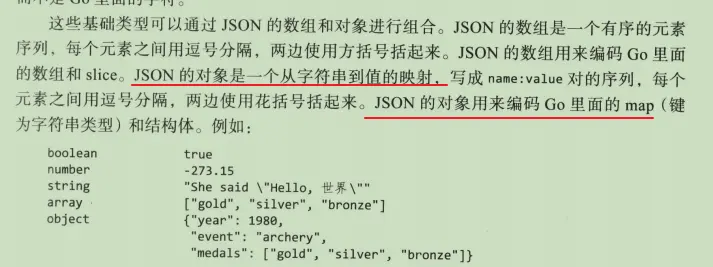 这些基础类型可以通过 JSON 的数组和对象进行组合。JSON 的数组是一个有序的元素
序列，每个元素之间用逗号分隔，两边使用方括号括起来。JSON 的数组用来编码 Go 里面
的数组和 slice。JSON 的对象是一个从字符串到值的映射，写成 name:value 对的序列，每个
元素之间用逗号分隔，两边使用花括号括起来。JSON 的对象用来编码 Go 里面的 map（键
为字符串类型）和结构体。例如：
boolean true
number -273.15
string "She said \"Hello, 世界\""
array ["gold", "silver", "bronze"]
object {"year": 1980,
"event": "archery",
"medals": ["gold", "silver", "bronze"]}